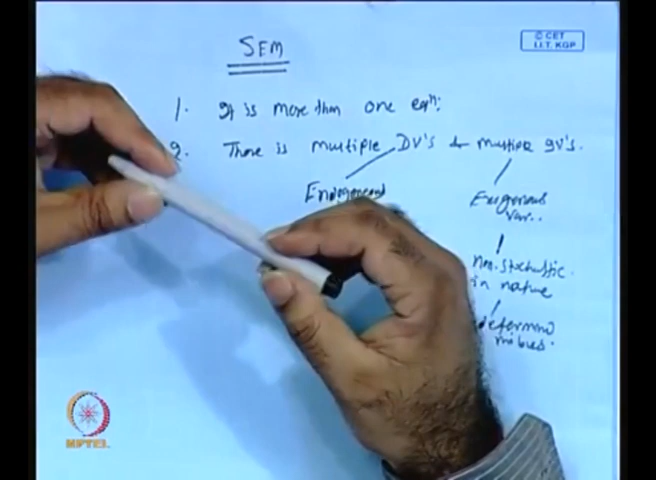 SEM
© CET
I.I.T. KGP
1. It is more than one eqn:
2. There is multiple DV's & multiple IV's.
Endogenous
Exogenous
var..
non.stochastic
in nature
determino
NPTEL